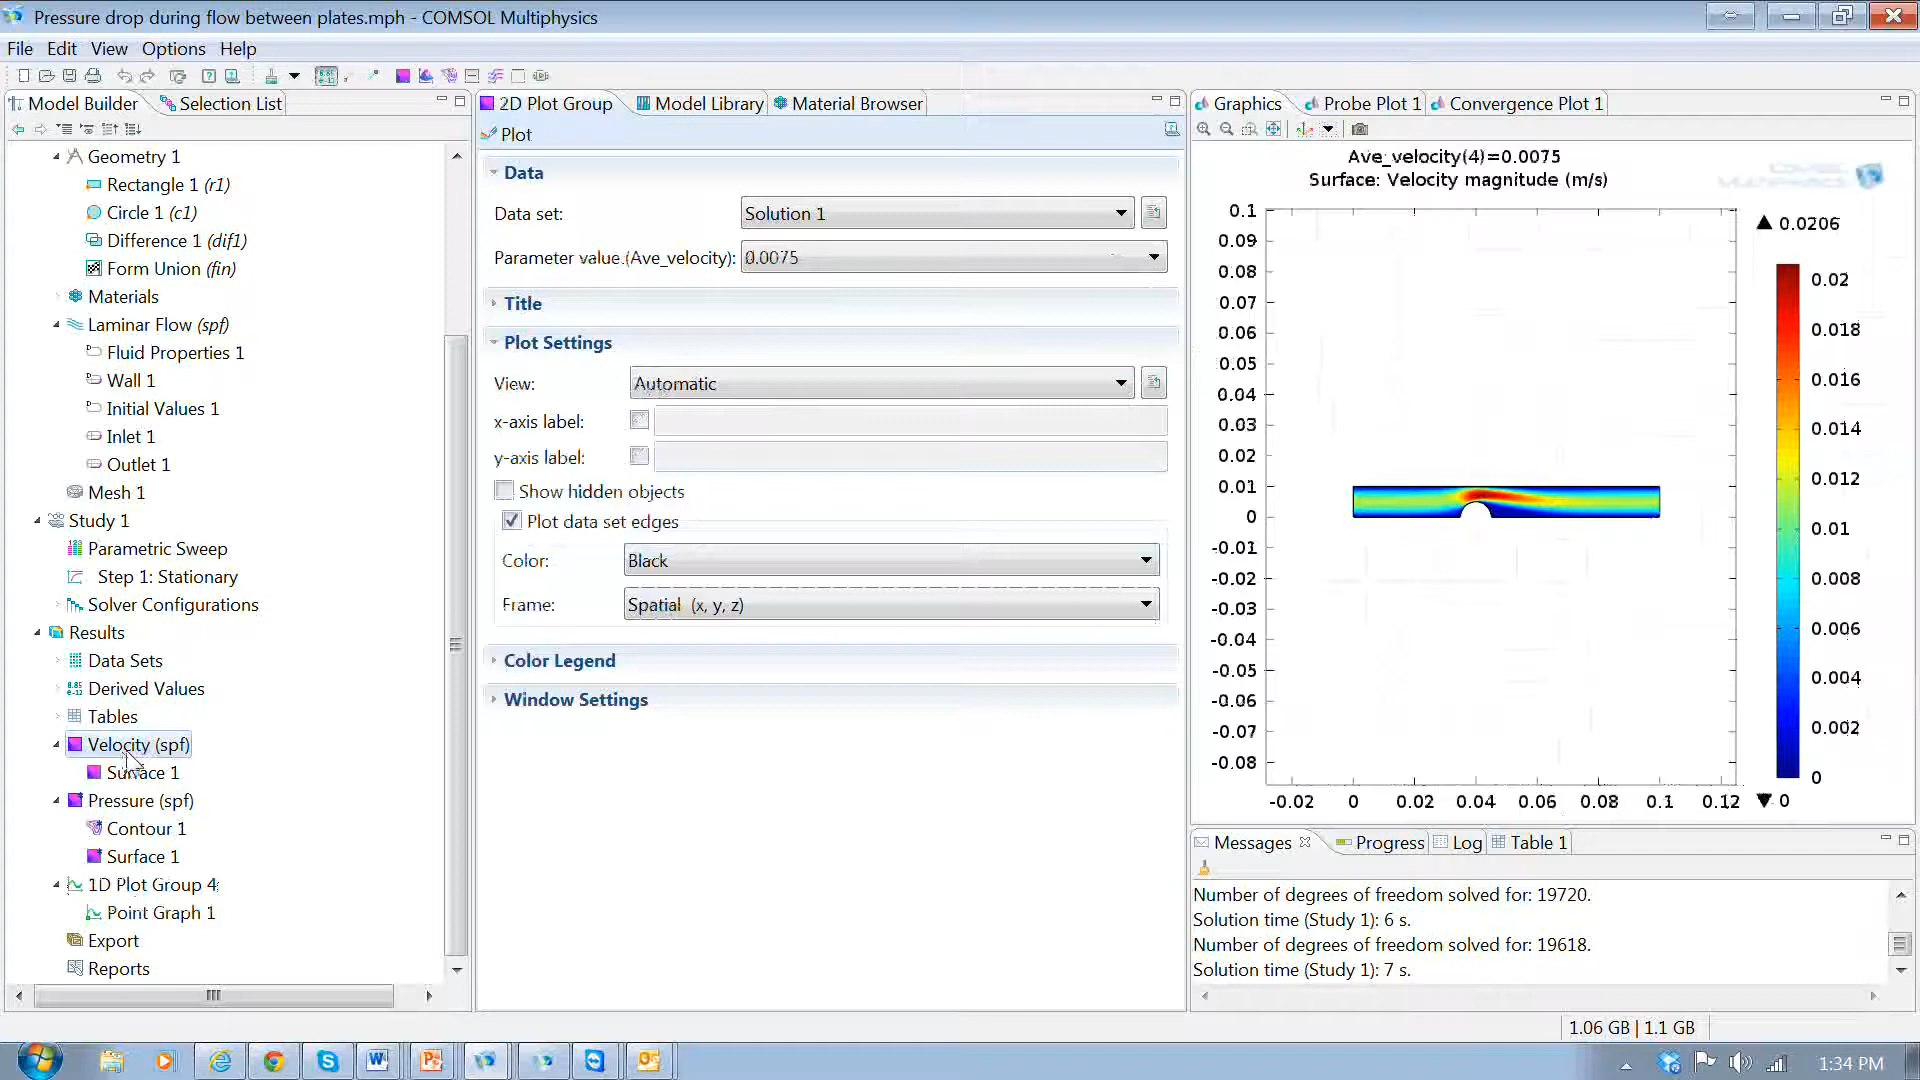 Pressure drop during flow between plates.mph - COMSOL Multiphysics
File Edit View Options Help
Model Builder
Selection List
Geometry 1
Rectangle 1 (r1)
Circle 1 (c1)
Difference 1 (dif1)
Form Union (fin)
Materials
Laminar Flow (spf)
Fluid Properties 1
Wall 1
Initial Values 1
Inlet 1
Outlet 1
Mesh 1
Study 1
Parametric Sweep
Step 1: Stationary
Solver Configurations
Results
Data Sets
Derived Values
Tables
Velocity (spf)
Surface 1
Pressure (spf)
Contour 1
Surface 1
1D Plot Group 4
Point Graph 1
Export
Reports
2D Plot Group
Model Library
Material Browser
Plot
Data
Data set: Solution 1
Parameter value (Ave_velocity): 0.0075
Title
Plot Settings
View: Automatic
x-axis label:
y-axis label:
Show hidden objects
Plot data set edges
Color: Black
Frame: Spatial (x, y, z)
Color Legend
Window Settings
Graphics
Probe Plot 1
Convergence Plot 1
Ave_velocity(4)=0.0075
Surface: Velocity magnitude (m/s)
COMSOL
MULTIPHYSICS
0.1
0.09
0.08
0.07
0.06
0.05
0.04
0.03
0.02
0.01
0
-0.01
-0.02
-0.03
-0.04
-0.05
-0.06
-0.07
-0.08
-0.02 0 0.02 0.04 0.06 0.08 0.1 0.12
▲ 0.0206
0.02
0.018
0.016
0.014
0.012
0.01
0.008
0.006
0.004
0.002
0
▼ 0
Messages
Progress
Log
Table 1
Number of degrees of freedom solved for: 19720.
Solution time (Study 1): 6 s.
Number of degrees of freedom solved for: 19618.
Solution time (Study 1): 7 s.
1.06 GB | 1.1 GB
1:34 PM